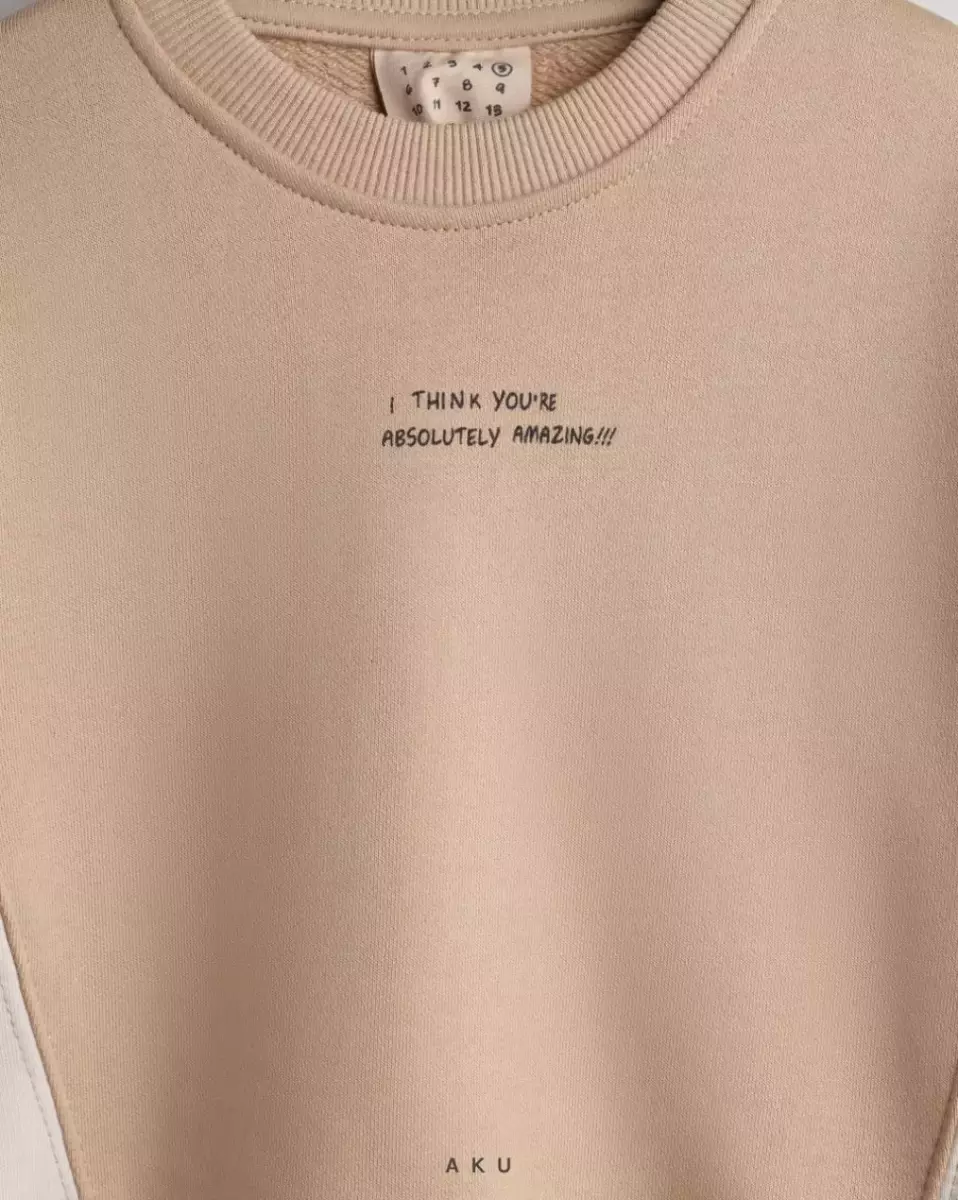 1 2 3 4 5
6 7 8 9
10 11 12 13
I THINK YOU'RE
ABSOLUTELY AMAZING!!!
AKU